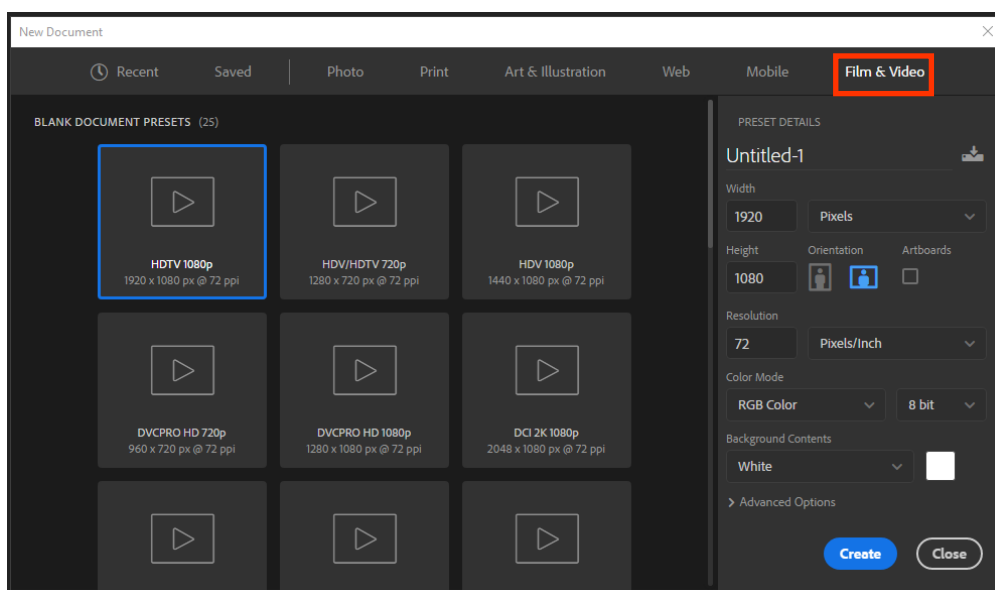 New Document
Recent Saved Photo Print Art & Illustration Web Mobile Film & Video
BLANK DOCUMENT PRESETS (25)
HDTV 1080p
1920 x 1080 px @ 72 ppi
HDV/HDTV 720p
1280 x 720 px @ 72 ppi
HDV 1080p
1440 x 1080 px @ 72 ppi
DVCPRO HD 720p
960 x 720 px @ 72 ppi
DVCPRO HD 1080p
1280 x 1080 px @ 72 ppi
DCI 2K 1080p
2048 x 1080 px @ 72 ppi
PRESET DETAILS
Untitled-1
Width
1920 Pixels
Height Orientation Artboards
1080
Resolution
72 Pixels/Inch
Color Mode
RGB Color 8 bit
Background Contents
White
Advanced Options
Create Close